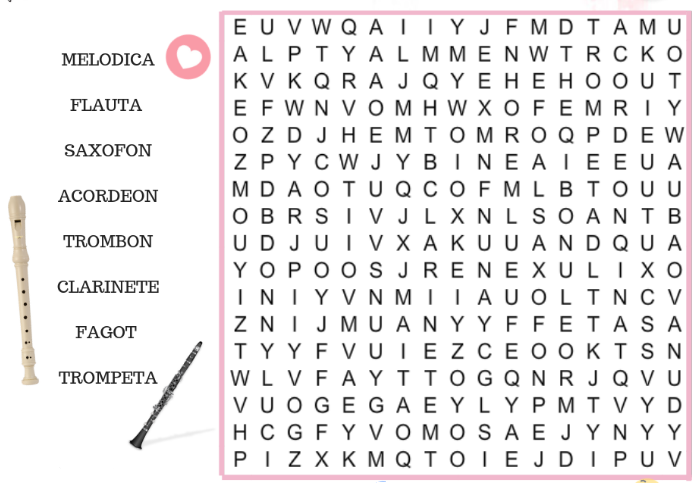 MELODICA
FLAUTA
SAXOFON
ACORDEON
TROMBON
CLARINETE
FAGOT
TROMPETA
E U V W Q A I I Y J F M D T A M U
A L P T Y A L M M E N W T R C K O
K V K Q R A J Q Y E H E H O O U T
E F W N V O M H W X O F E M R I Y
O Z D J H E M T O M R O Q P D E W
Z P Y C W J Y B I N E A I E E U A
M D A O T U Q C O F M L B T O U U
O B R S I V J L X N L S O A N T B
U D J U I V X A K U U A N D Q U A
Y O P O O S J R E N E X U L I X O
I N I Y V N M I I A U O L T N C V
Z N I J M U A N Y Y F F E T A S A
T Y Y F V U I E Z C E O O K T S N
W L V F A Y T T O G Q N R J Q V U
V U O G E G A E Y L Y P M T V Y D
H C G F Y V O M O S A E J Y N Y Y
P I Z X K M Q T O I E J D I P U V